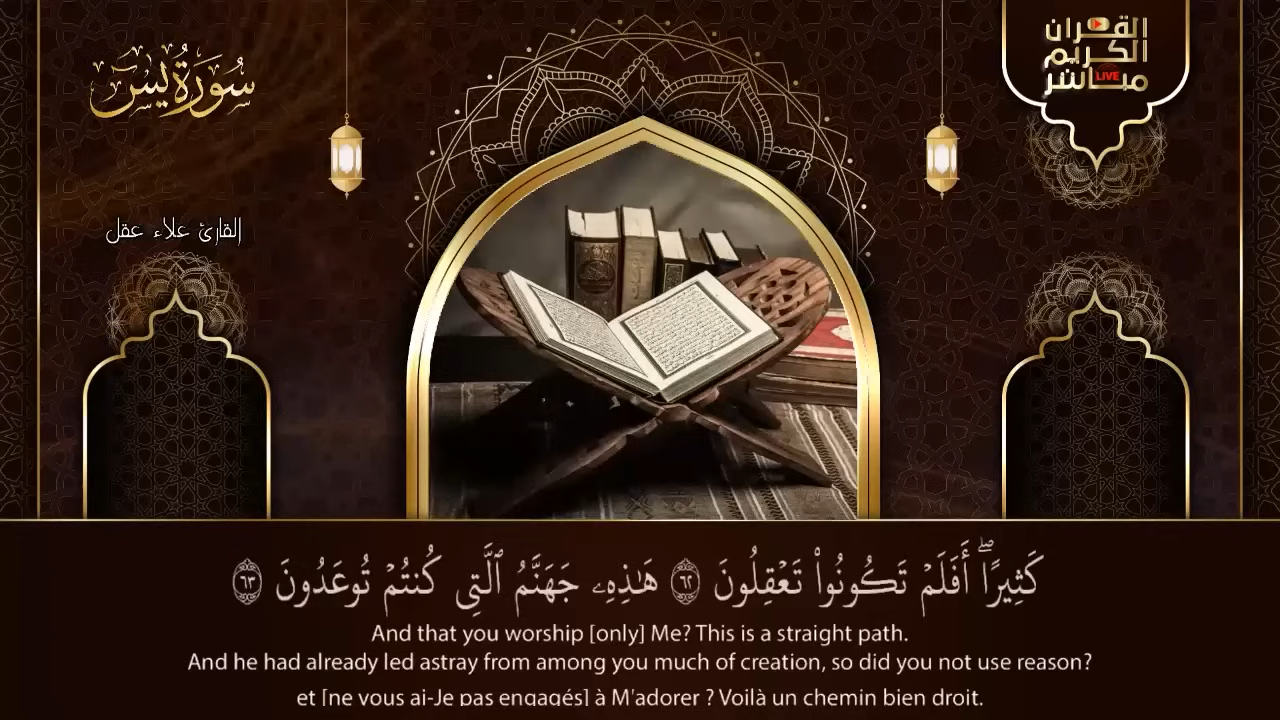 سُورَةُ يسٓ
القرآن
الكريم
مباشر
LIVE
القارئ علاء عقل
كَثِيرًاۖ أَفَلَمۡ تَكُونُواْ تَعۡقِلُونَ ٦٢ هَٰذِهِۦ جَهَنَّمُ ٱلَّتِي كُنتُمۡ تُوعَدُونَ ٦٣
And that you worship [only] Me? This is a straight path.
And he had already led astray from among you much of creation, so did you not use reason?
et [ne vous ai-Je pas engagés] à M'adorer ? Voilà un chemin bien droit.